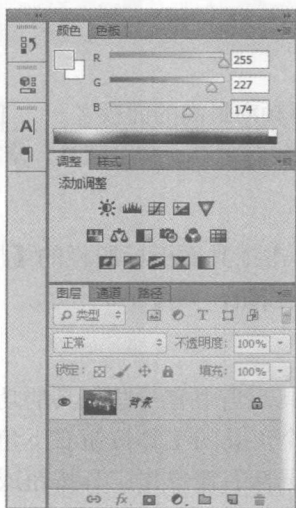 颜色 色板
R 255
G 227
B 174
A
调整 样式
添加调整
图层 通道 路径
类型 T
正常 不透明度: 100%
锁定: 填充: 100%
背景
fx